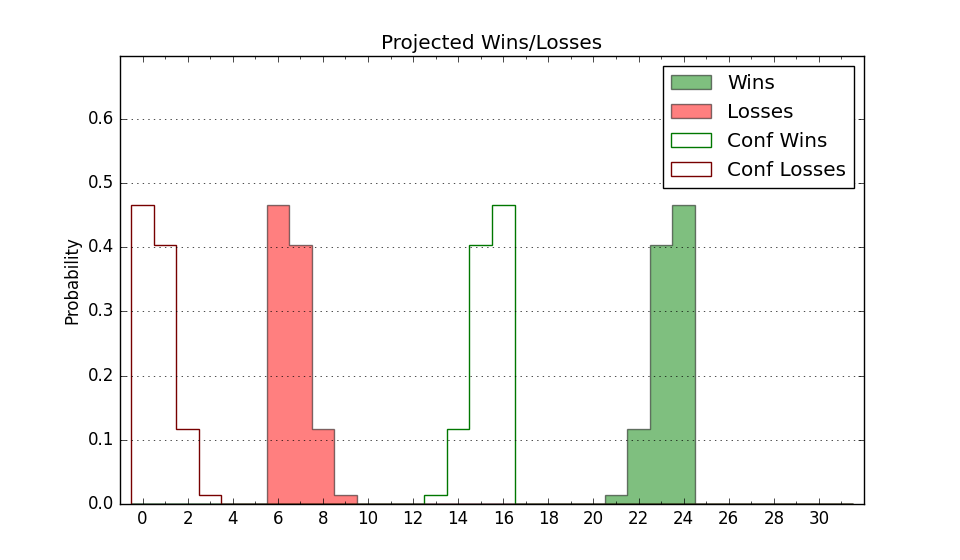 Projected Wins/Losses
Wins
Losses
Conf Wins
Conf Losses
Probability
0.6
0.5
0.4
0.3
0.2
0.1
0.0
0 2 4 6 8 10 12 14 16 18 20 22 24 26 28 30